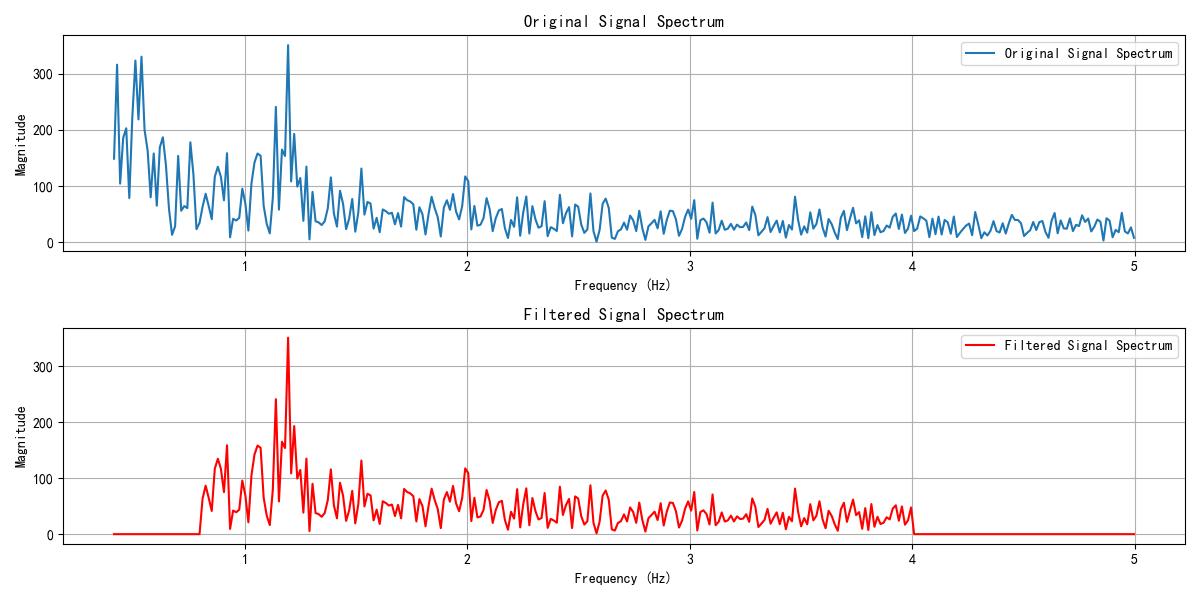 Original Signal Spectrum
Original Signal Spectrum
Magnitude
300
200
100
0
1
2
3
4
5
Frequency (Hz)
Filtered Signal Spectrum
Filtered Signal Spectrum
Magnitude
300
200
100
0
1
2
3
4
5
Frequency (Hz)